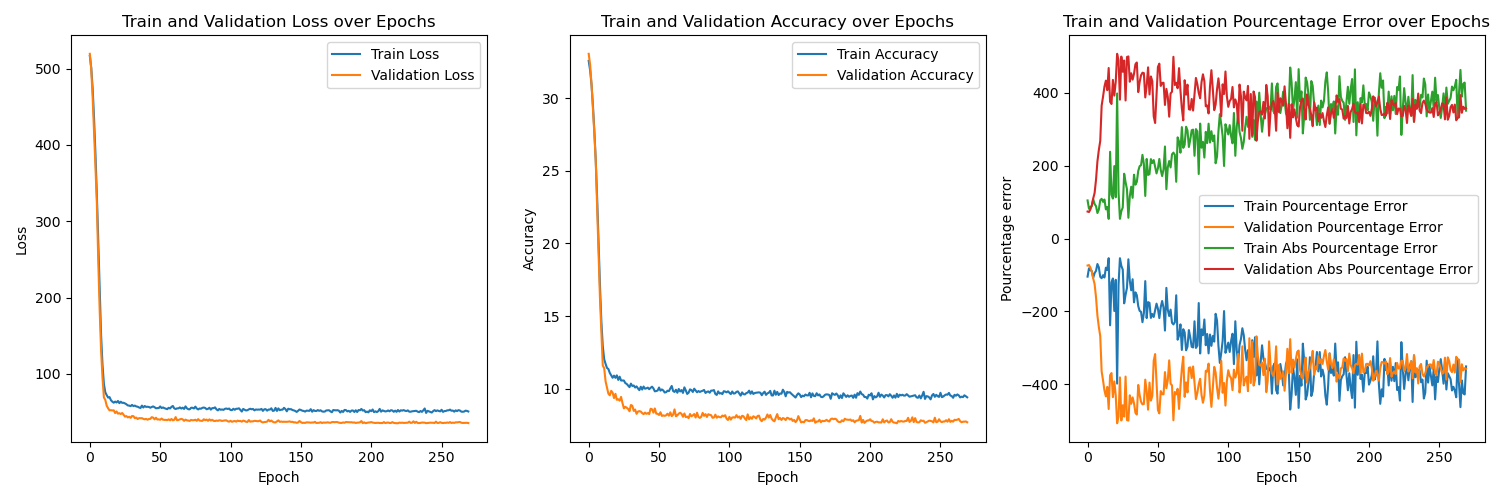 Train and Validation Loss over Epochs
Train Loss
Validation Loss
500
400
300
200
100
Loss
0
50
100
150
200
250
Epoch
Train and Validation Accuracy over Epochs
Train Accuracy
Validation Accuracy
30
25
20
15
10
Accuracy
0
50
100
150
200
250
Epoch
Train and Validation Pourcentage Error over Epochs
400
200
0
−200
−400
Pourcentage error
Train Pourcentage Error
Validation Pourcentage Error
Train Abs Pourcentage Error
Validation Abs Pourcentage Error
0
50
100
150
200
250
Epoch